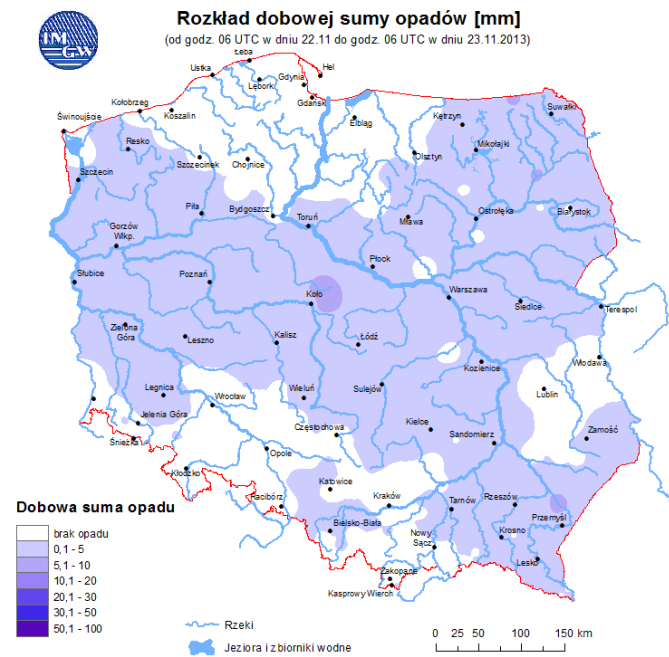 Rozkład dobowej sumy opadów [mm]
(od godz. 06 UTC w dniu 22.11 do godz. 06 UTC w dniu 23.11.2013)
IM
GW
Łeba
Ustka
Hel
Lębork
Gdynia
Gdańsk
Kołobrzeg
Koszalin
Świnoujście
Elbląg
Kętrzyn
Suwałki
Resko
Mikołajki
Olsztyn
Szczecinek
Chojnice
Szczecin
Piła
Bydgoszcz
Toruń
Mława
Ostrołęka
Białystok
Gorzów
Wlkp.
Płock
Słubice
Poznań
Koło
Warszawa
Siedlce
Terespol
Zielona
Góra
Leszno
Kalisz
Łódź
Kozienice
Włodawa
Legnica
Wrocław
Wieluń
Sulejów
Lublin
Jelenia Góra
Częstochowa
Kielce
Sandomierz
Zamość
Śnieżka
Opole
Kłodzko
Katowice
Racibórz
Kraków
Tarnów
Rzeszów
Przemyśl
Bielsko-Biała
Nowy
Sącz
Krosno
Lesko
Zakopane
Kasprowy Wierch
Dobowa suma opadu
brak opadu
0,1 - 5
5,1 - 10
10,1 - 20
20,1 - 30
30,1 - 50
50,1 - 100
Rzeki
Jeziora i zbiorniki wodne
0 25 50 100 150 km